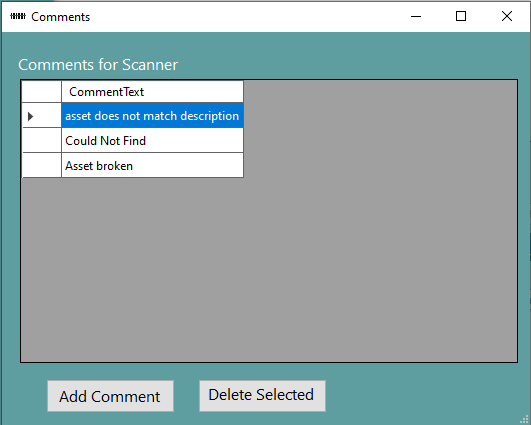 Comments
Comments for Scanner
CommentText
asset does not match description
Could Not Find
Asset broken
Add Comment
Delete Selected